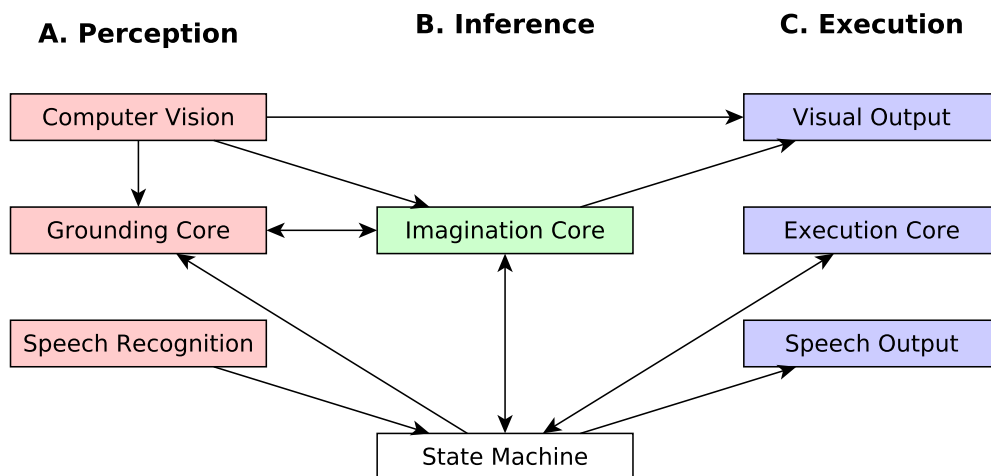 A. Perception
B. Inference
C. Execution
Computer Vision
Visual Output
Grounding Core
Imagination Core
Execution Core
Speech Recognition
Speech Output
State Machine